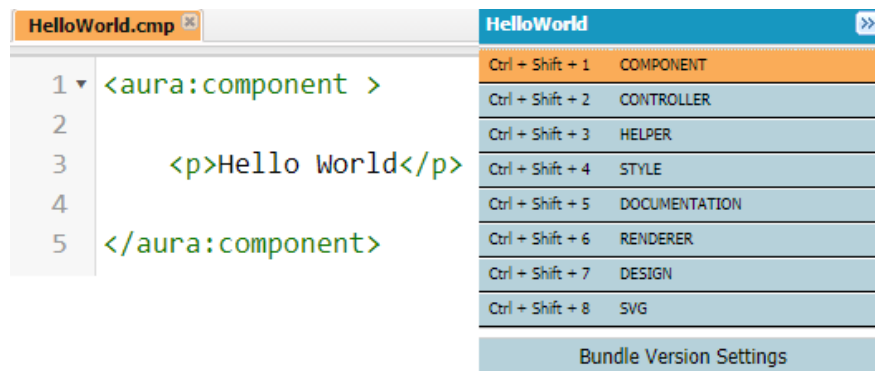 HelloWorld.cmp
1 <aura:component >
2
3 <p>Hello World</p>
4
5 </aura:component>
HelloWorld
Ctrl + Shift + 1 COMPONENT
Ctrl + Shift + 2 CONTROLLER
Ctrl + Shift + 3 HELPER
Ctrl + Shift + 4 STYLE
Ctrl + Shift + 5 DOCUMENTATION
Ctrl + Shift + 6 RENDERER
Ctrl + Shift + 7 DESIGN
Ctrl + Shift + 8 SVG
Bundle Version Settings